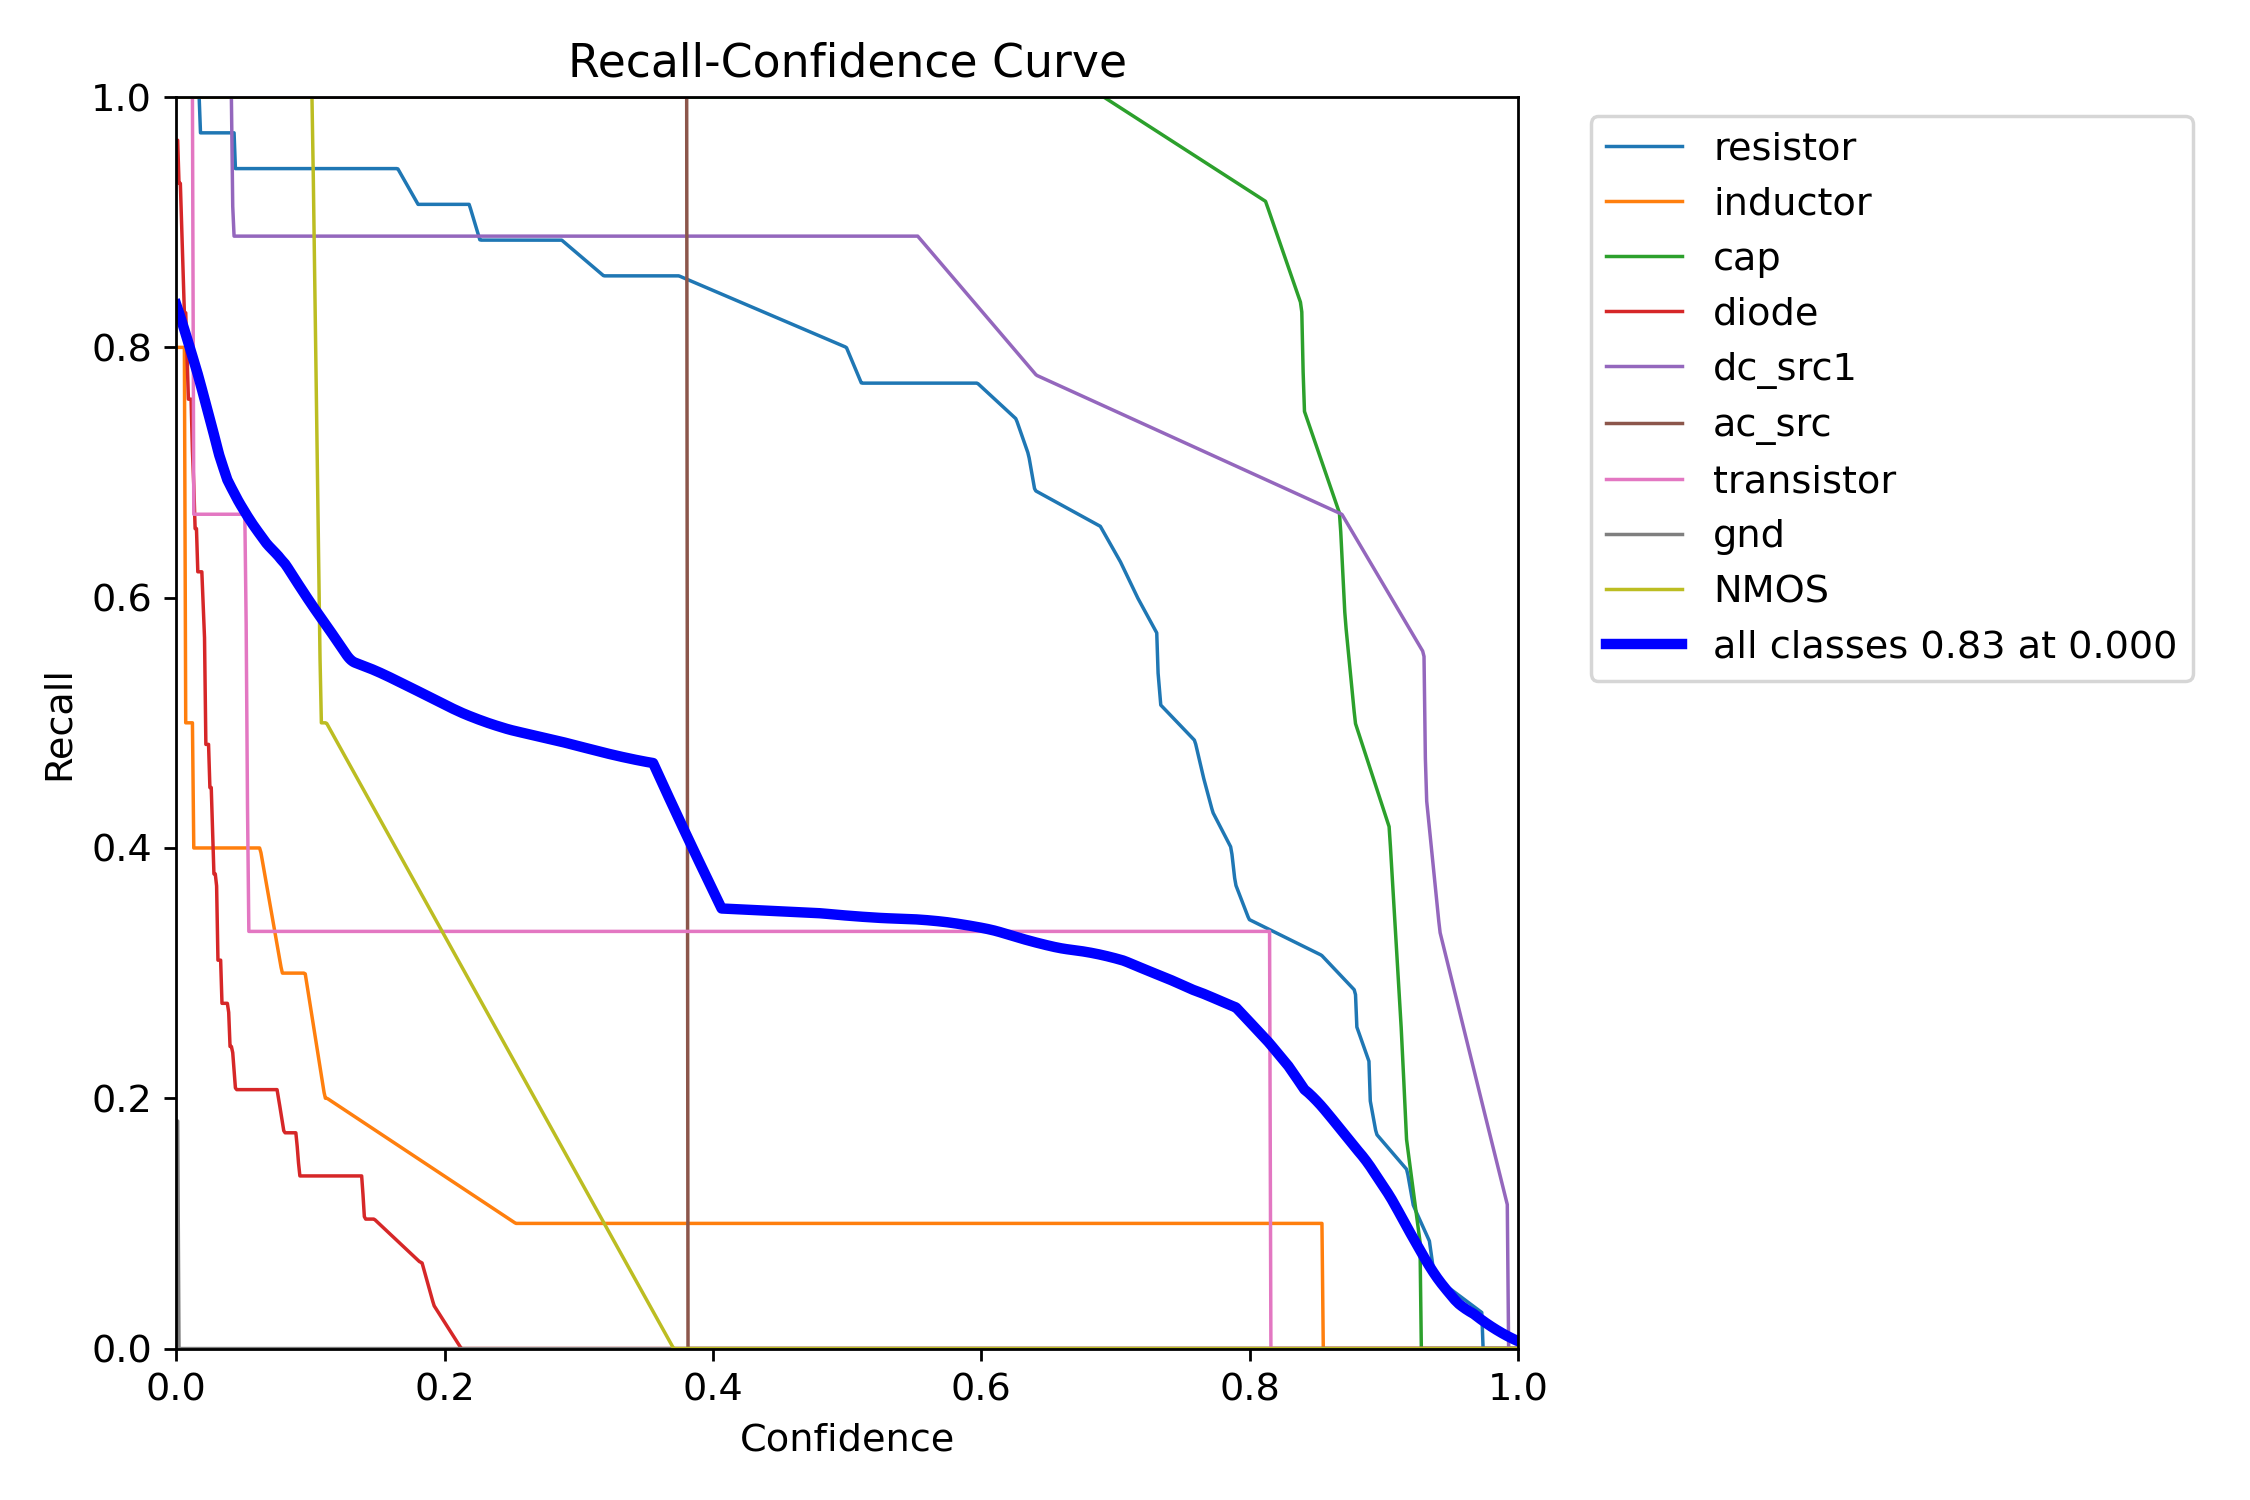 Recall-Confidence Curve
1.0
0.8
0.6
0.4
0.2
0.0
Recall
0.0 0.2 0.4 0.6 0.8 1.0
Confidence
resistor
inductor
cap
diode
dc_src1
ac_src
transistor
gnd
NMOS
all classes 0.83 at 0.000